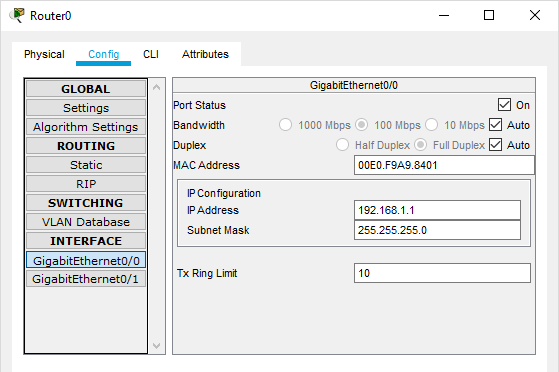 Router0
Physical Config CLI Attributes
GLOBAL
Settings
Algorithm Settings
ROUTING
Static
RIP
SWITCHING
VLAN Database
INTERFACE
GigabitEthernet0/0
GigabitEthernet0/1
GigabitEthernet0/0
Port Status On
Bandwidth 1000 Mbps 100 Mbps 10 Mbps Auto
Duplex Half Duplex Full Duplex Auto
MAC Address 00E0.F9A9.8401
IP Configuration
IP Address 192.168.1.1
Subnet Mask 255.255.255.0
Tx Ring Limit 10